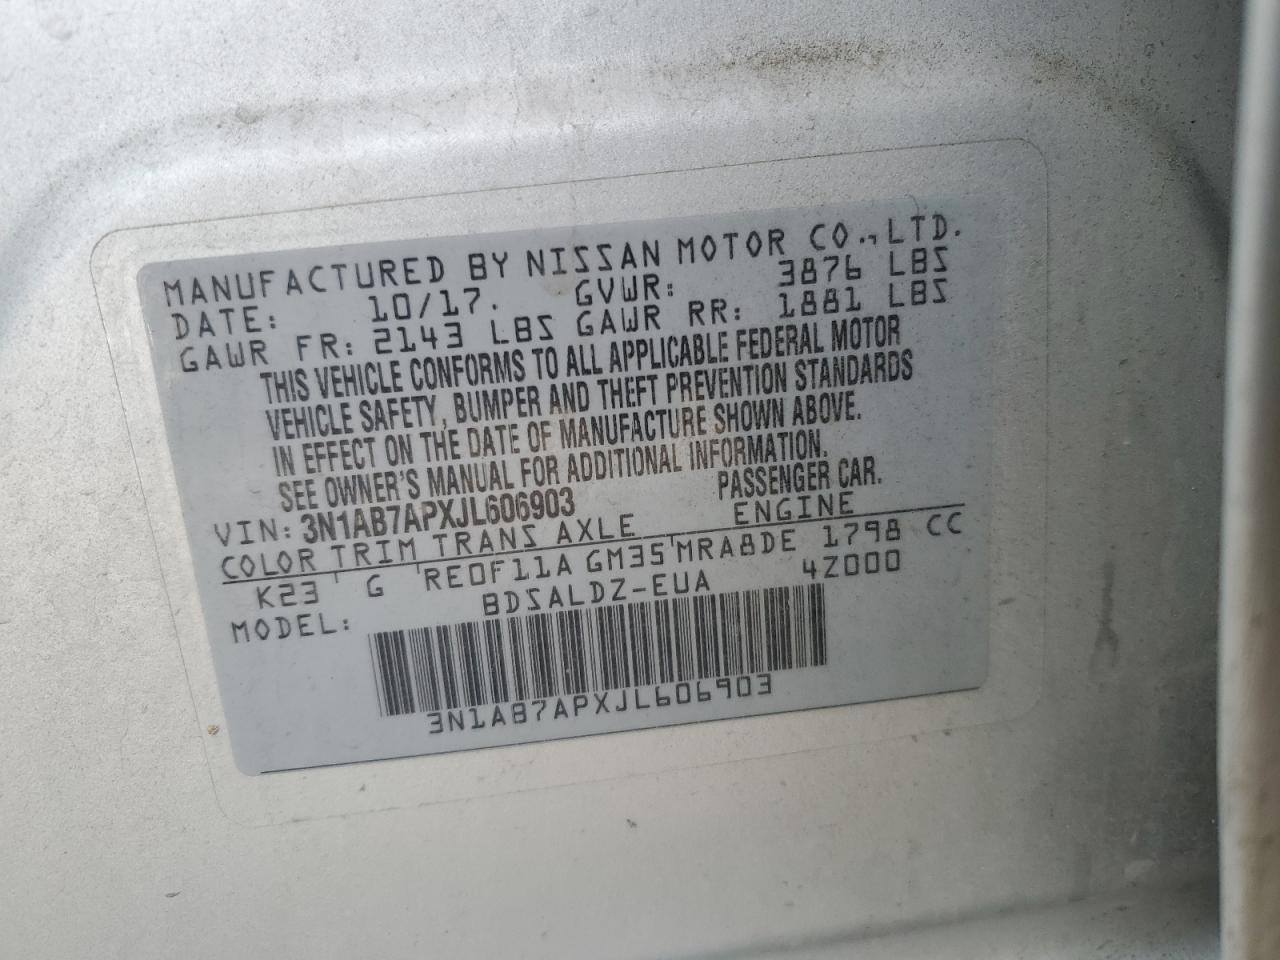 MANUFACTURED BY NISSAN MOTOR CO., LTD.
DATE: 10/17. GVWR: 3876 LBS
GAWR FR: 2143 LBS GAWR RR: 1881 LBS
THIS VEHICLE CONFORMS TO ALL APPLICABLE FEDERAL MOTOR
VEHICLE SAFETY, BUMPER AND THEFT PREVENTION STANDARDS
IN EFFECT ON THE DATE OF MANUFACTURE SHOWN ABOVE.
SEE OWNER'S MANUAL FOR ADDITIONAL INFORMATION.
VIN: 3N1AB7APXJL606903 PASSENGER CAR.
COLOR TRIM TRANS AXLE ENGINE
K23 G RE0F11A GM35 MRA8DE 1798 CC
MODEL: BDSALDZ-EUA 4Z000
3N1AB7APXJL606903